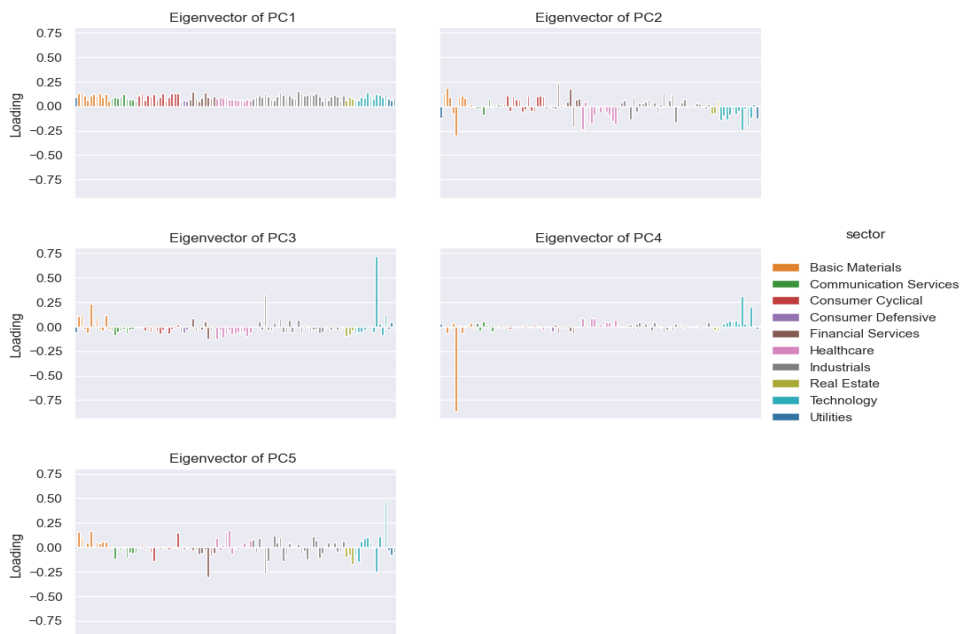 Eigenvector of PC1
Eigenvector of PC2
0.75
0.50
0.25
0.00
−0.25
−0.50
−0.75
Loading
Eigenvector of PC3
Eigenvector of PC4
0.75
0.50
0.25
0.00
−0.25
−0.50
−0.75
Loading
sector
Basic Materials
Communication Services
Consumer Cyclical
Consumer Defensive
Financial Services
Healthcare
Industrials
Real Estate
Technology
Utilities
Eigenvector of PC5
0.75
0.50
0.25
0.00
−0.25
−0.50
−0.75
Loading